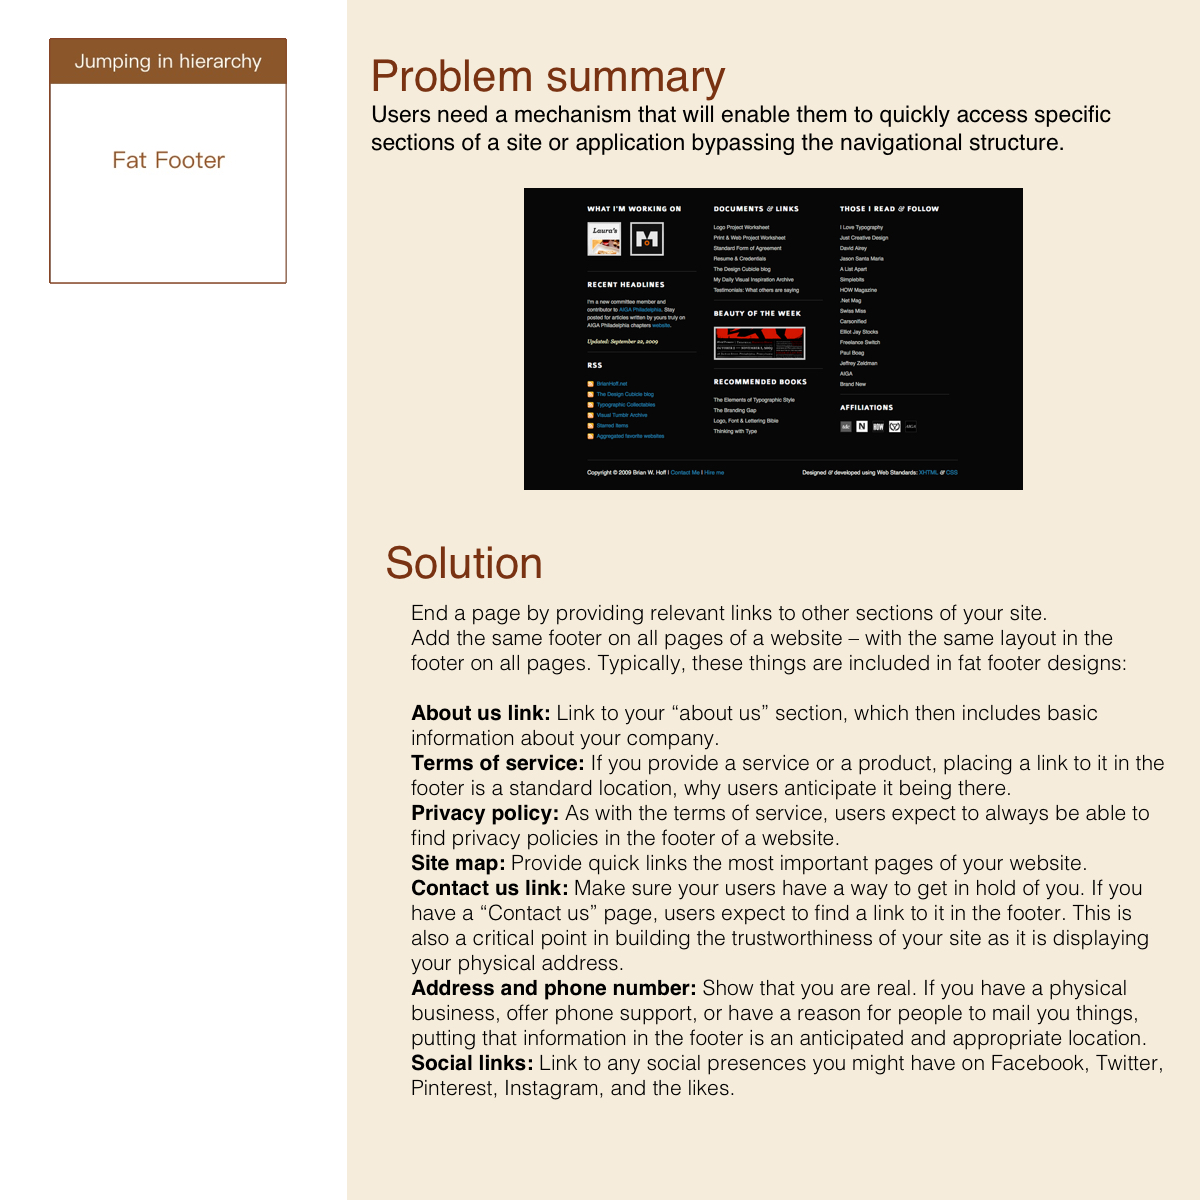 Jumping in hierarchy
Fat Footer
Problem summary
Users need a mechanism that will enable them to quickly access specific
sections of a site or application bypassing the navigational structure.
WHAT I'M WORKING ON
Laura's
M
RECENT HEADLINES
I'm a new committee member and
contributor to AIGA Philadelphia. Stay
posted for articles written by yours truly on
AIGA Philadelphia chapters website.
Updated: September 22, 2009
RSS
BrianHoff.net
The Design Cubicle blog
Typographic Collectables
Visual Tumblr Archive
Starred items
Aggregated favorite websites
DOCUMENTS & LINKS
Logo Project Worksheet
Print & Web Project Worksheet
Standard Form of Agreement
Resume & Credentials
The Design Cubicle blog
My Daily Visual Inspiration Archive
Testimonials: What others are saying
BEAUTY OF THE WEEK
RECOMMENDED BOOKS
The Elements of Typographic Style
The Branding Gap
Logo, Font & Lettering Bible
Thinking with Type
THOSE I READ & FOLLOW
I Love Typography
Just Creative Design
David Airey
Jason Santa Maria
A List Apart
Simplebits
HOW Magazine
.Net Mag
Swiss Miss
Carsonified
Elliot Jay Stocks
Freelance Switch
Paul Boag
Jeffrey Zeldman
AIGA
Brand New
AFFILIATIONS
N
HOW
Copyright © 2009 Brian W. Hoff | Contact Me | Hire me
Designed & developed using Web Standards: XHTML & CSS
Solution
End a page by providing relevant links to other sections of your site.
Add the same footer on all pages of a website – with the same layout in the
footer on all pages. Typically, these things are included in fat footer designs:
About us link: Link to your “about us” section, which then includes basic
information about your company.
Terms of service: If you provide a service or a product, placing a link to it in the
footer is a standard location, why users anticipate it being there.
Privacy policy: As with the terms of service, users expect to always be able to
find privacy policies in the footer of a website.
Site map: Provide quick links the most important pages of your website.
Contact us link: Make sure your users have a way to get in hold of you. If you
have a “Contact us” page, users expect to find a link to it in the footer. This is
also a critical point in building the trustworthiness of your site as it is displaying
your physical address.
Address and phone number: Show that you are real. If you have a physical
business, offer phone support, or have a reason for people to mail you things,
putting that information in the footer is an anticipated and appropriate location.
Social links: Link to any social presences you might have on Facebook, Twitter,
Pinterest, Instagram, and the likes.